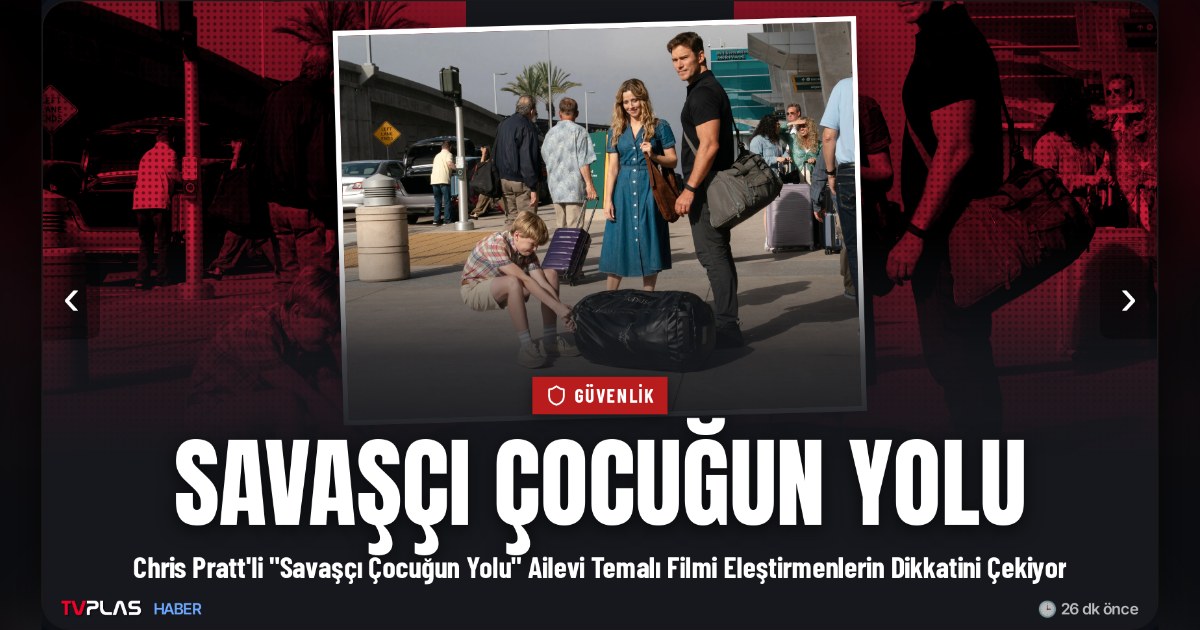 GÜVENLİK
SAVAŞÇI ÇOCUĞUN YOLU
Chris Pratt'li "Savaşçı Çocuğun Yolu" Ailevi Temalı Filmi Eleştirmenlerin Dikkatini Çekiyor
TVPLAS HABER
26 dk önce